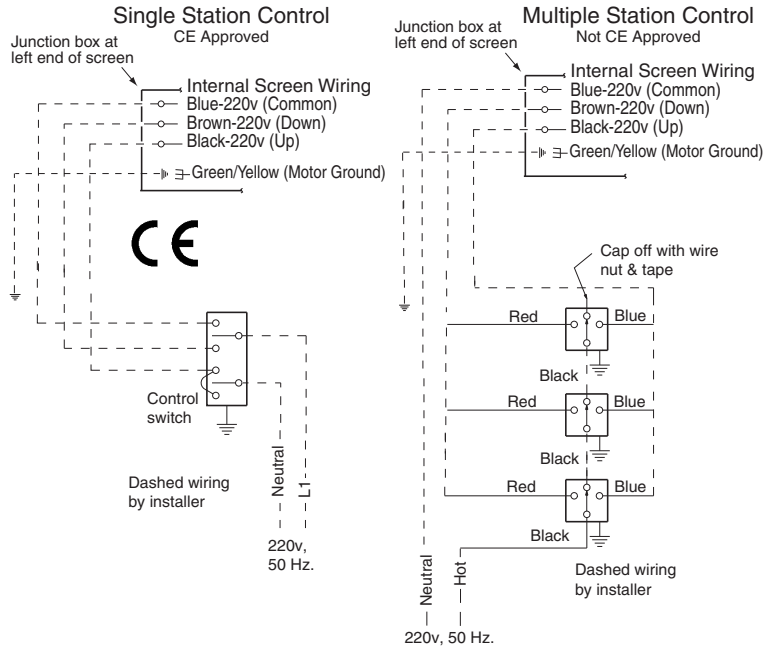 Single Station Control
CE Approved
Junction box at
left end of screen
Internal Screen Wiring
Blue-220v (Common)
Brown-220v (Down)
Black-220v (Up)
Green/Yellow (Motor Ground)
CE
Control
switch
Dashed wiring
by installer
Neutral
L1
220v,
50 Hz.
Multiple Station Control
Not CE Approved
Junction box at
left end of screen
Internal Screen Wiring
Blue-220v (Common)
Brown-220v (Down)
Black-220v (Up)
Green/Yellow (Motor Ground)
Cap off with wire
nut & tape
Red
Blue
Black
Red
Blue
Black
Red
Blue
Black
Neutral
Hot
Dashed wiring
by installer
220v, 50 Hz.